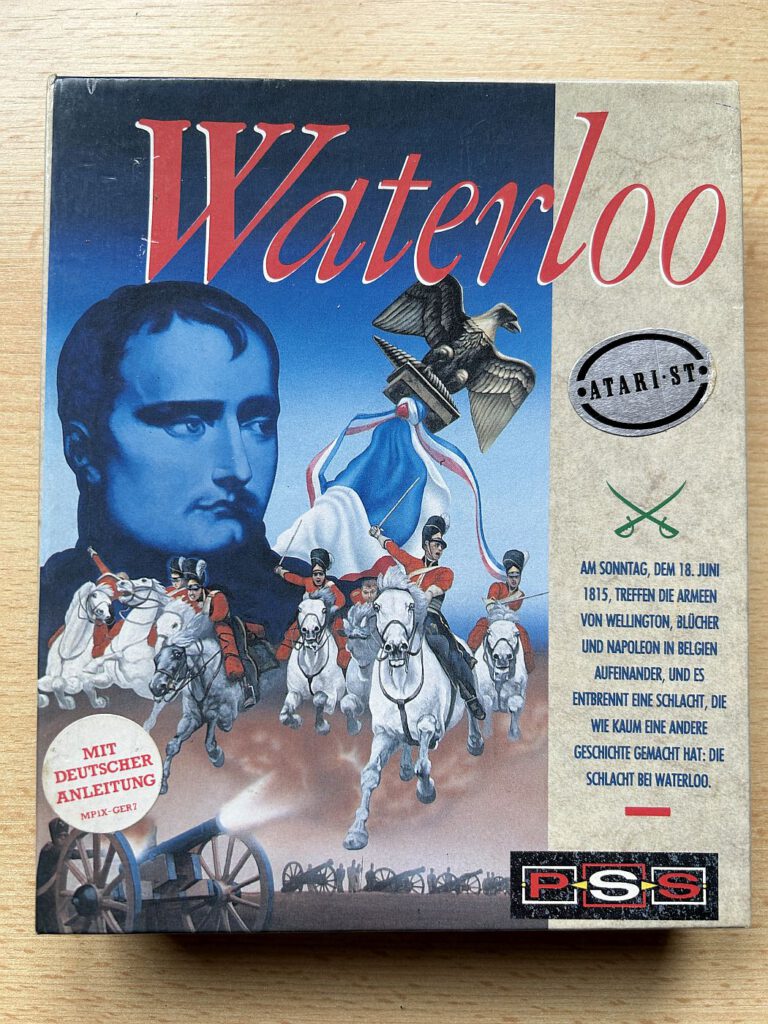 Waterloo
•ATARI•ST•
AM SONNTAG, DEM 18. JUNI
1815, TREFFEN DIE ARMEEN
VON WELLINGTON, BLÜCHER
UND NAPOLEON IN BELGIEN
AUFEINANDER, UND ES
ENTBRENNT EINE SCHLACHT, DIE
WIE KAUM EINE ANDERE
GESCHICHTE GEMACHT HAT: DIE
SCHLACHT BEI WATERLOO.
MIT
DEUTSCHER
ANLEITUNG
MP1X-GER7
PSS